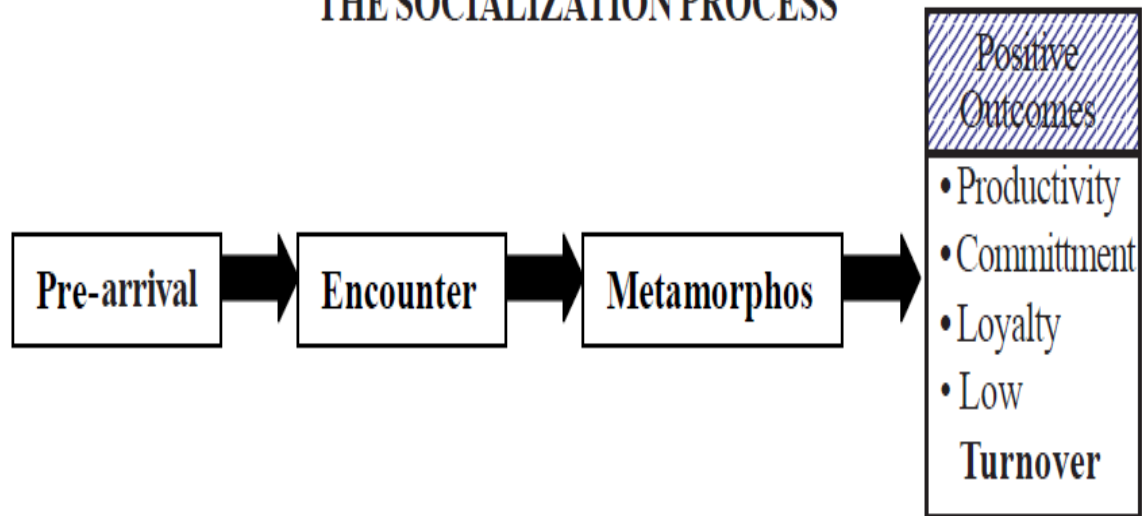 THE SOCIALIZATION PROCESS
Positive
Outcomes
Pre-arrival
Encounter
Metamorphos
• Productivity
• Committment
• Loyalty
• Low
Turnover